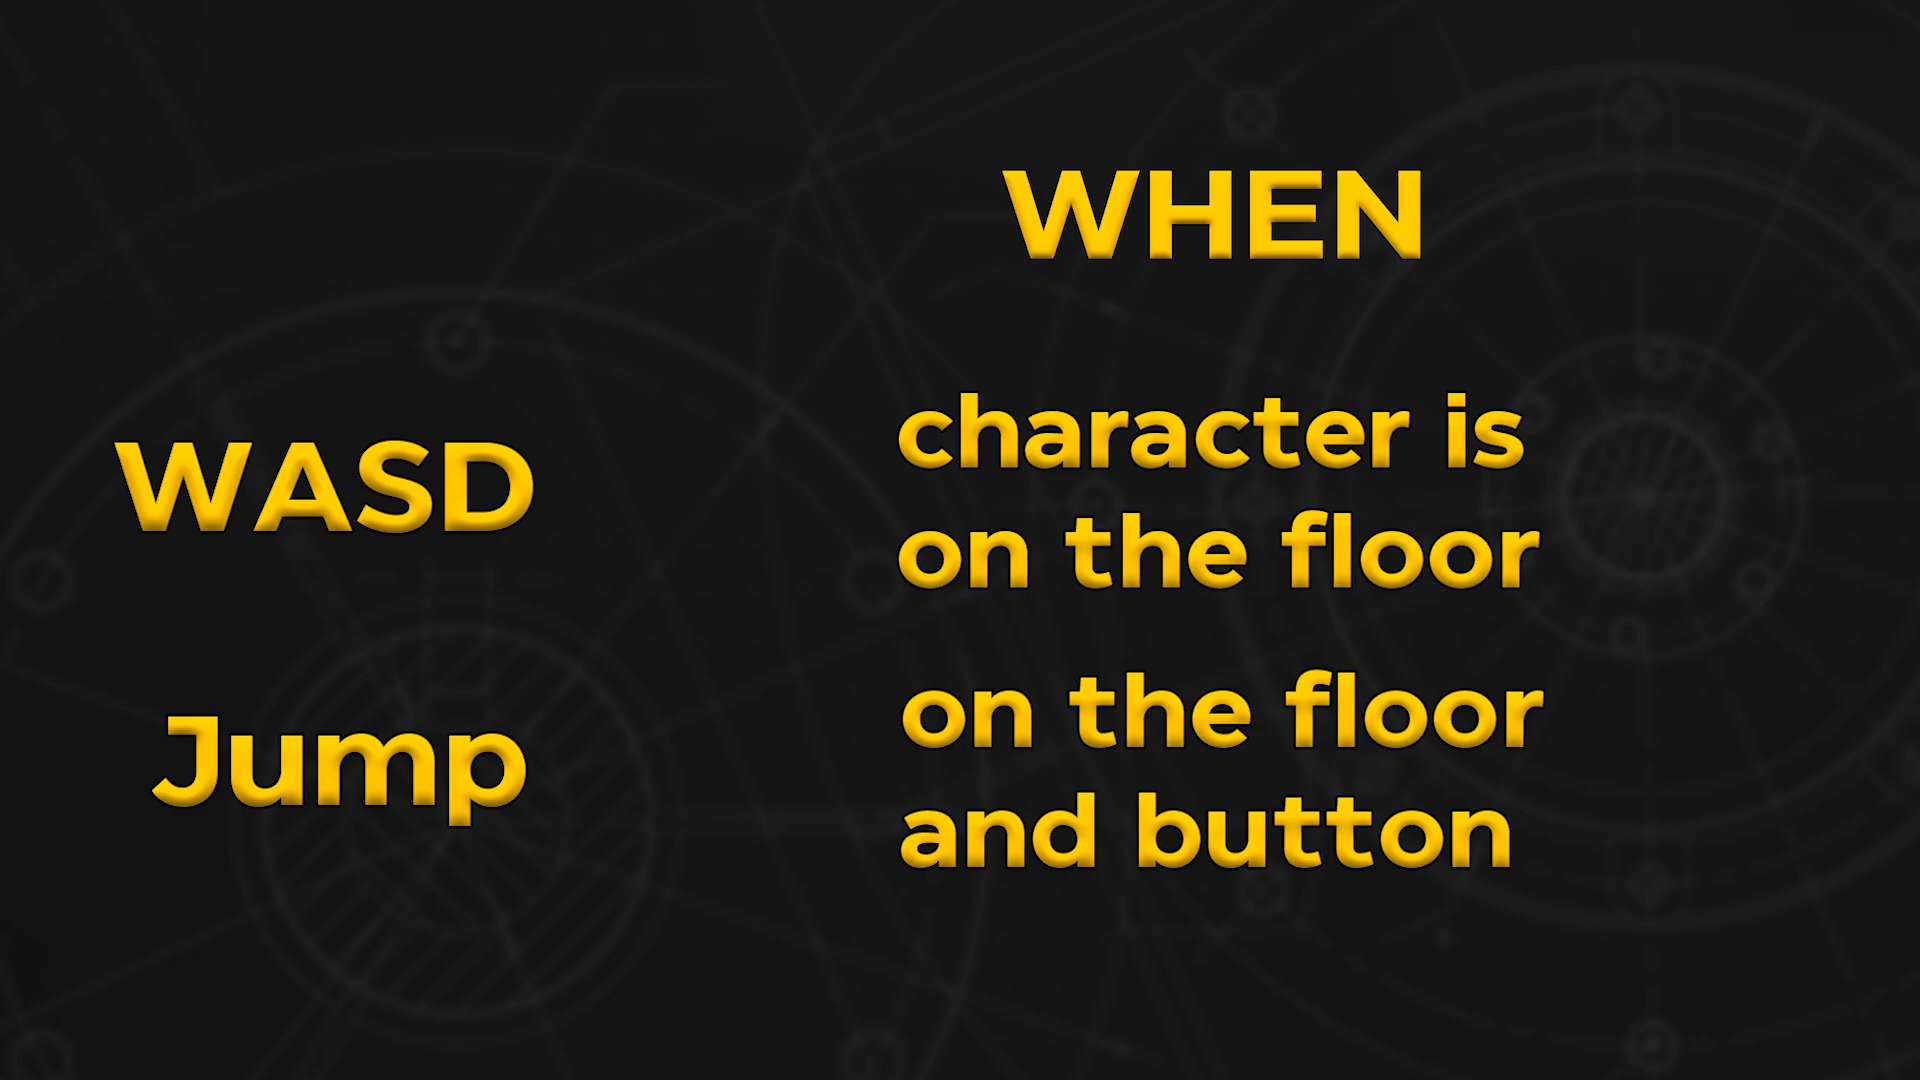 WHEN
WASD
character is
on the floor
Jump
on the floor
and button